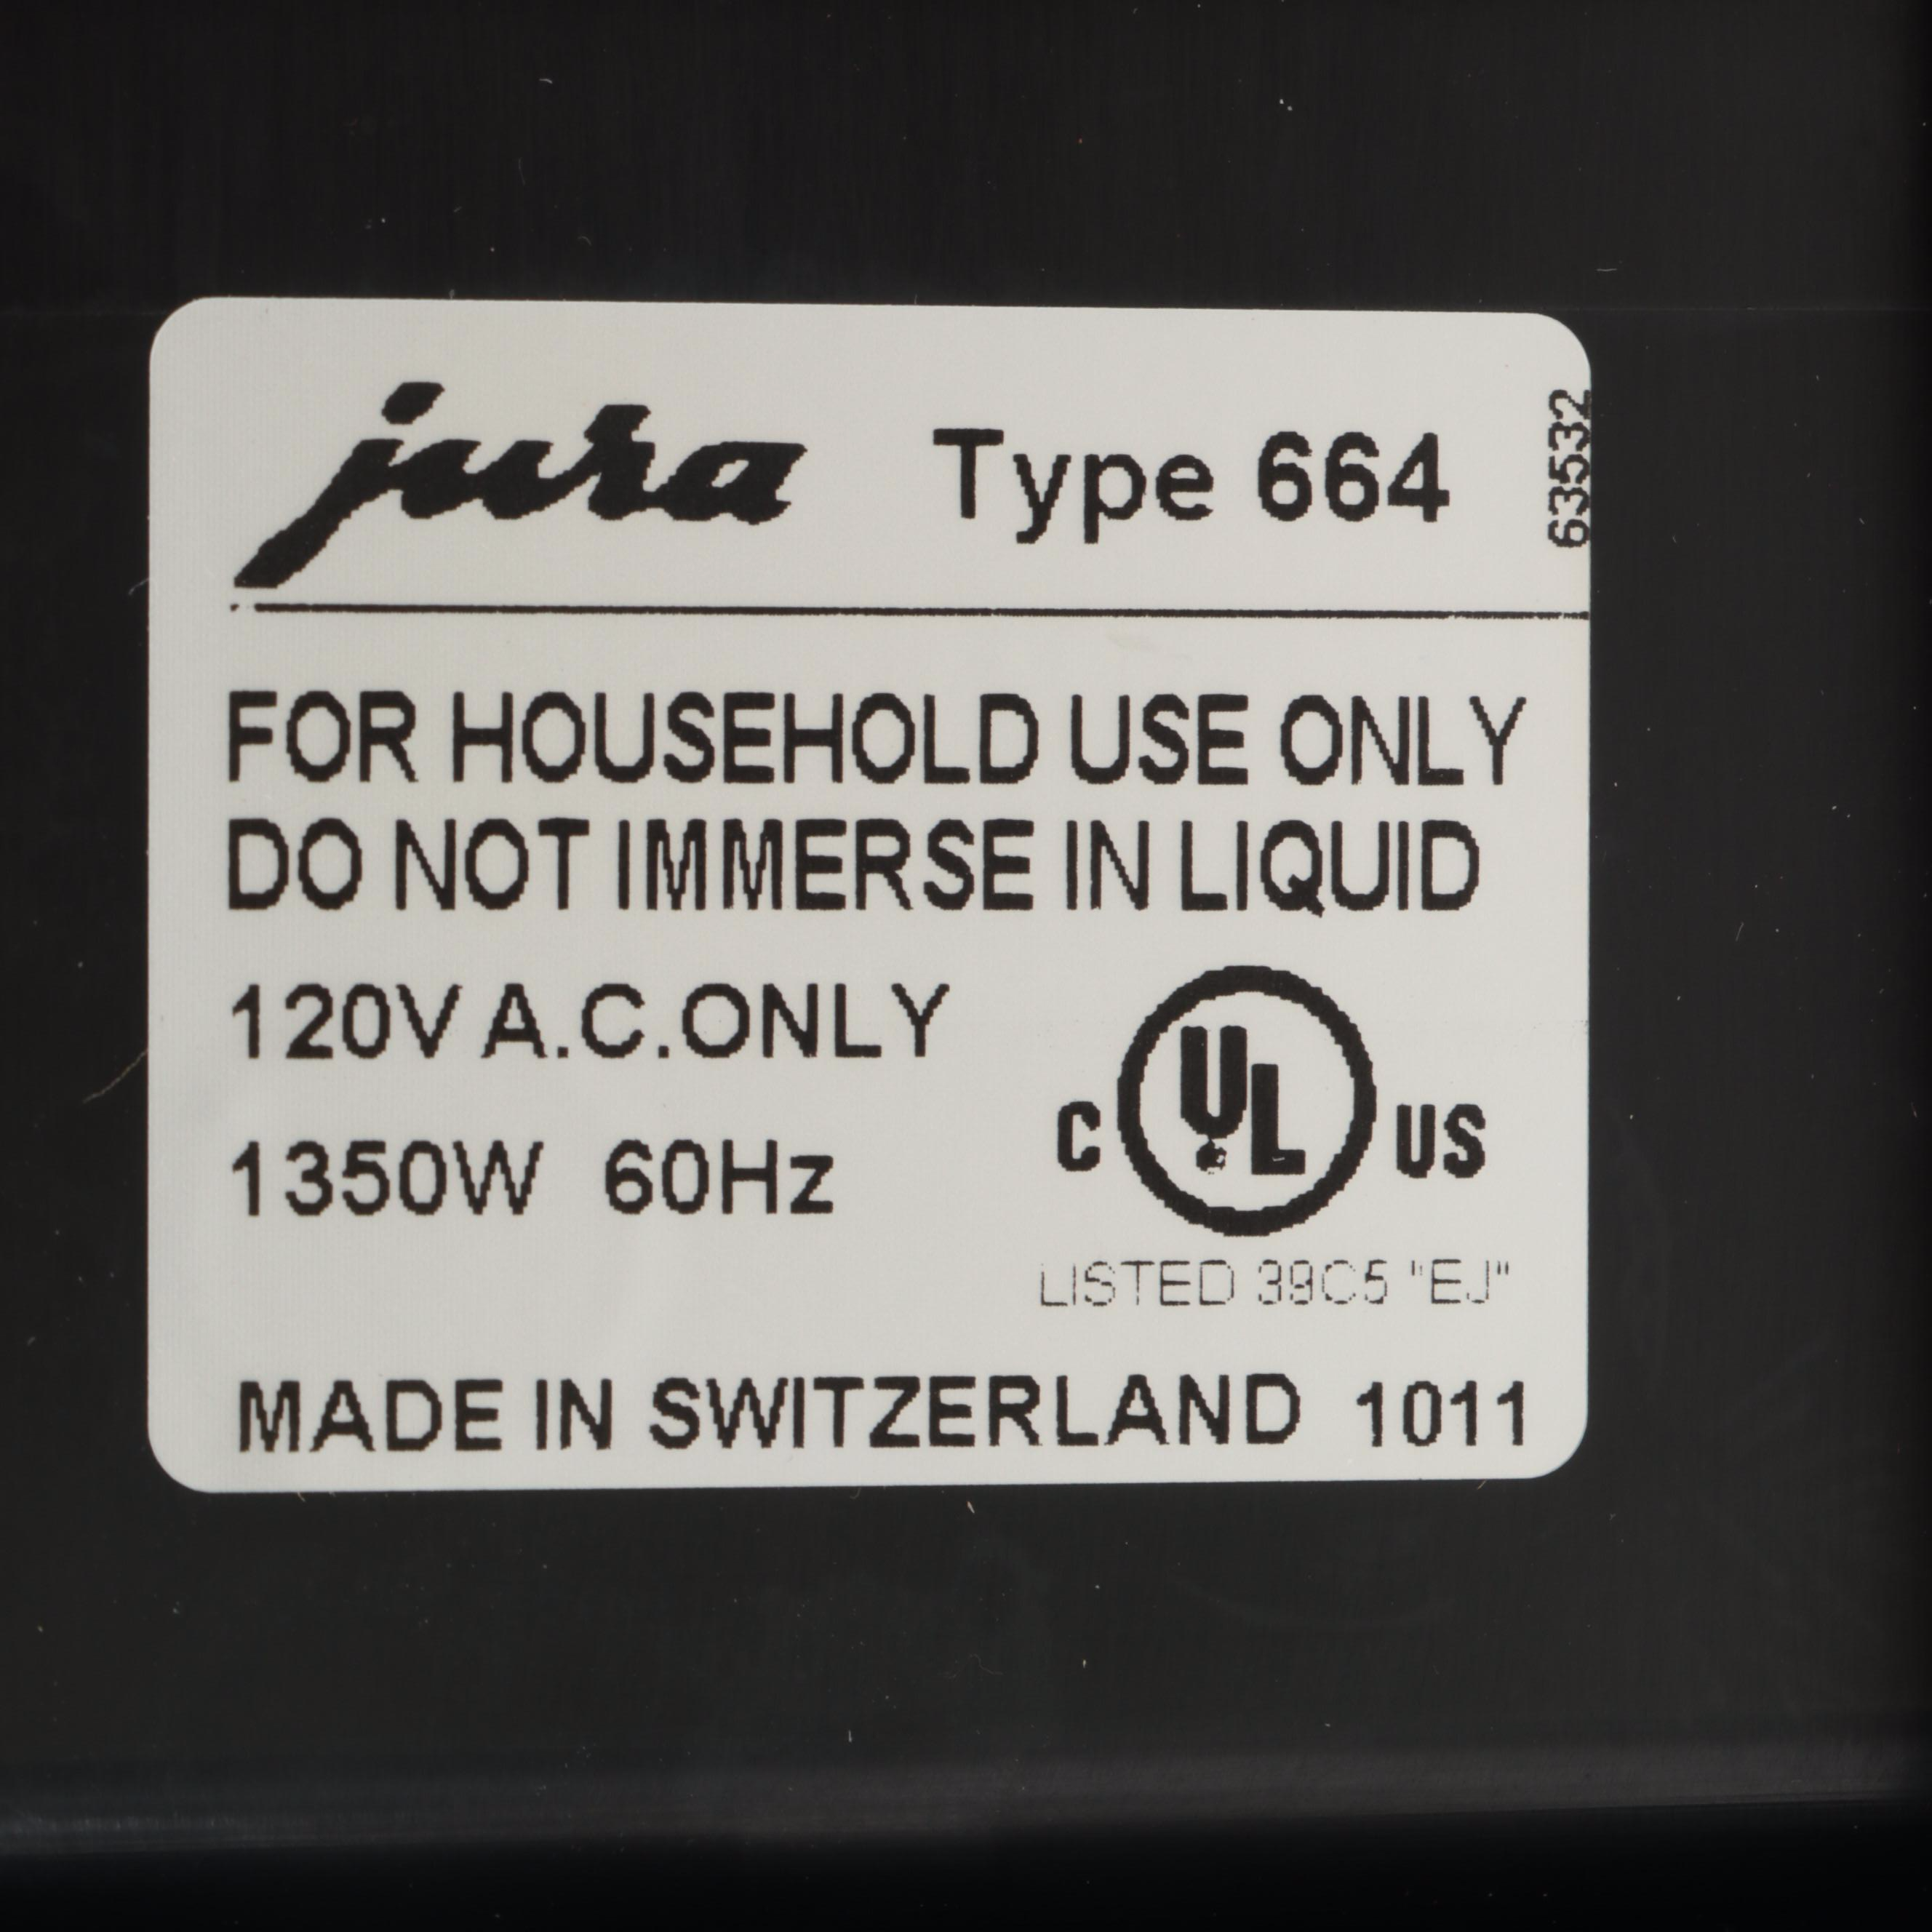 jura Type 664
63532
FOR HOUSEHOLD USE ONLY
DO NOT IMMERSE IN LIQUID
120V A.C.ONLY
1350W 60Hz
C UL US
LISTED 39C5 "EJ"
MADE IN SWITZERLAND 1011